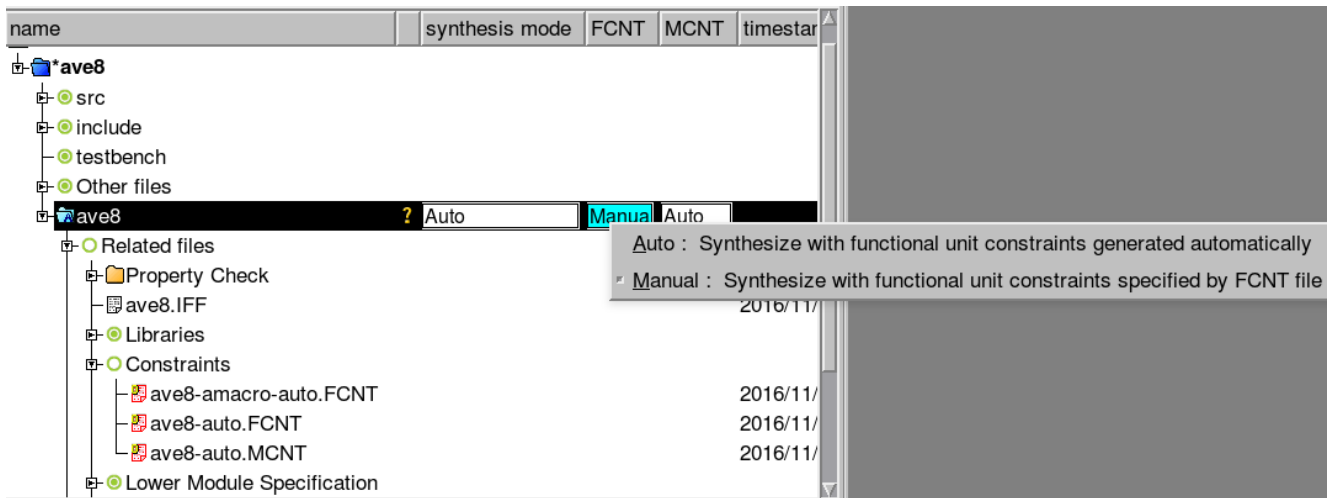 name synthesis mode FCNT MCNT timestar
*ave8
src
include
testbench
Other files
ave8 ? Auto Manua Auto
Auto : Synthesize with functional unit constraints generated automatically
Related files
Property Check
Manual : Synthesize with functional unit constraints specified by FCNT file
ave8.IFF 2016/11/
Libraries
Constraints
ave8-amacro-auto.FCNT 2016/11/
ave8-auto.FCNT 2016/11/
ave8-auto.MCNT 2016/11/
Lower Module Specification